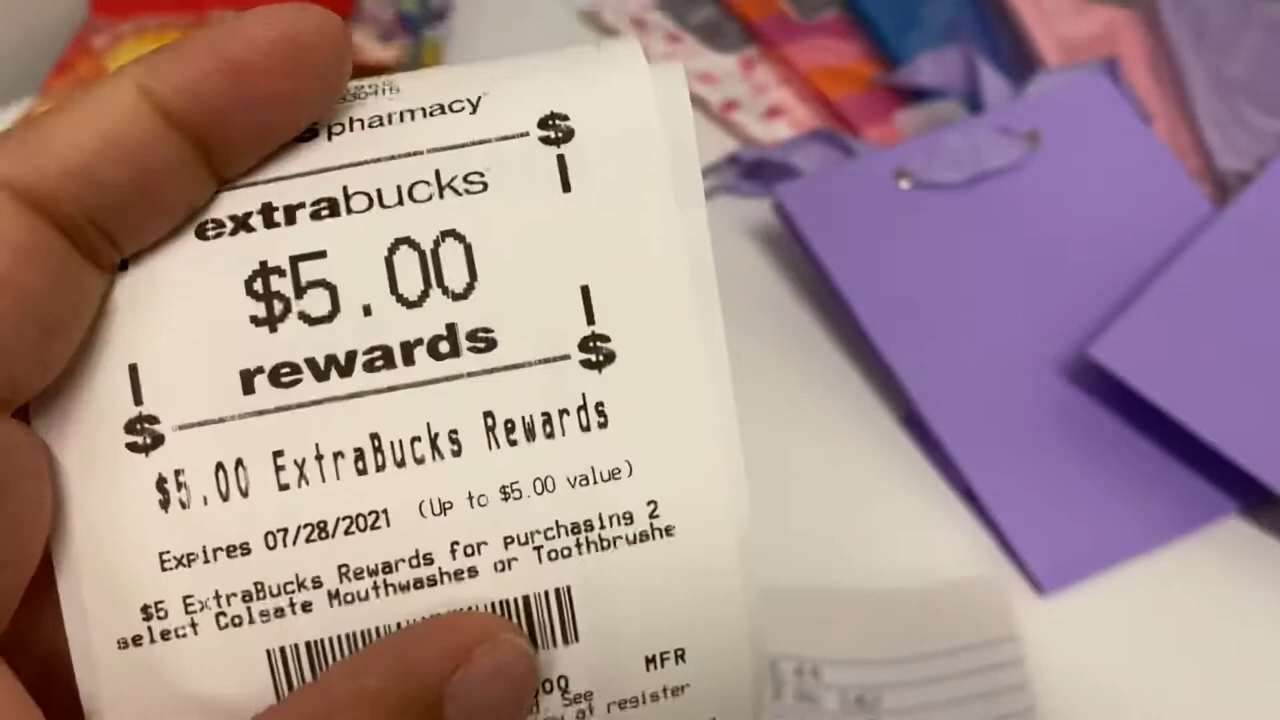 pharmacy
$
extrabucks
$5.00
rewards
$
$
$5.00 ExtraBucks Rewards
Expires 07/28/2021 (Up to $5.00 value)
$5 ExtraBucks Rewards for purchasing 2
select Colgate Mouthwashes or Toothbrushe
MFR
See
register